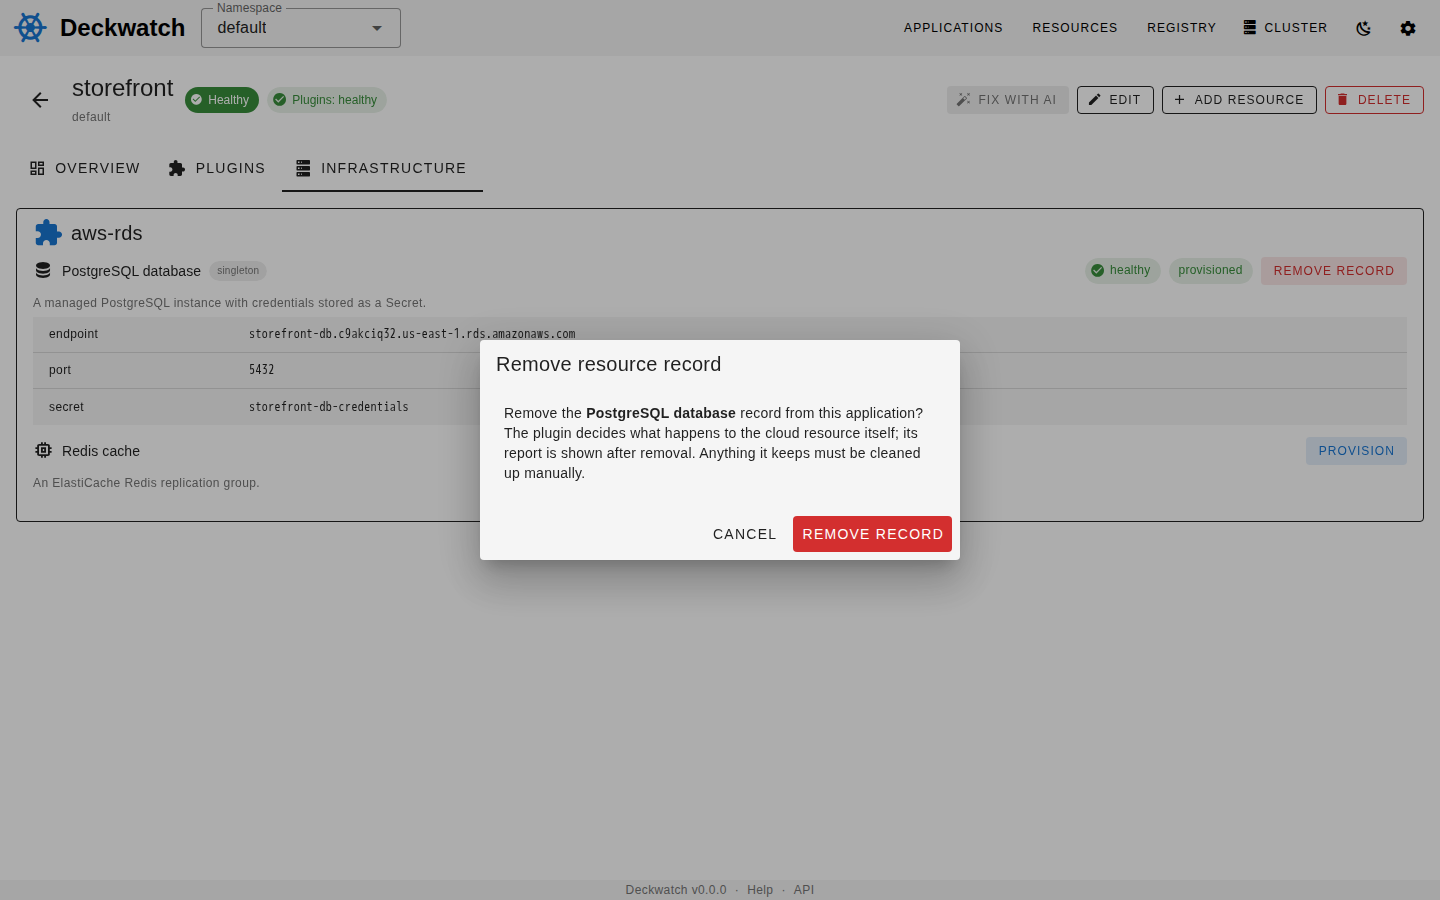 Deckwatch
Namespace
default
APPLICATIONS
RESOURCES
REGISTRY
CLUSTER
storefront
default
Healthy
Plugins: healthy
FIX WITH AI
EDIT
ADD RESOURCE
DELETE
OVERVIEW
PLUGINS
INFRASTRUCTURE
aws-rds
PostgreSQL database
singleton
healthy
provisioned
REMOVE RECORD
A managed PostgreSQL instance with credentials stored as a Secret.
endpoint
storefront-db.c9akciq32.us-east-1.rds.amazonaws.com
port
5432
secret
storefront-db-credentials
Redis cache
PROVISION
An ElastiCache Redis replication group.
Remove resource record
Remove the PostgreSQL database record from this application?
The plugin decides what happens to the cloud resource itself; its
report is shown after removal. Anything it keeps must be cleaned
up manually.
CANCEL
REMOVE RECORD
Deckwatch v0.0.0 · Help · API